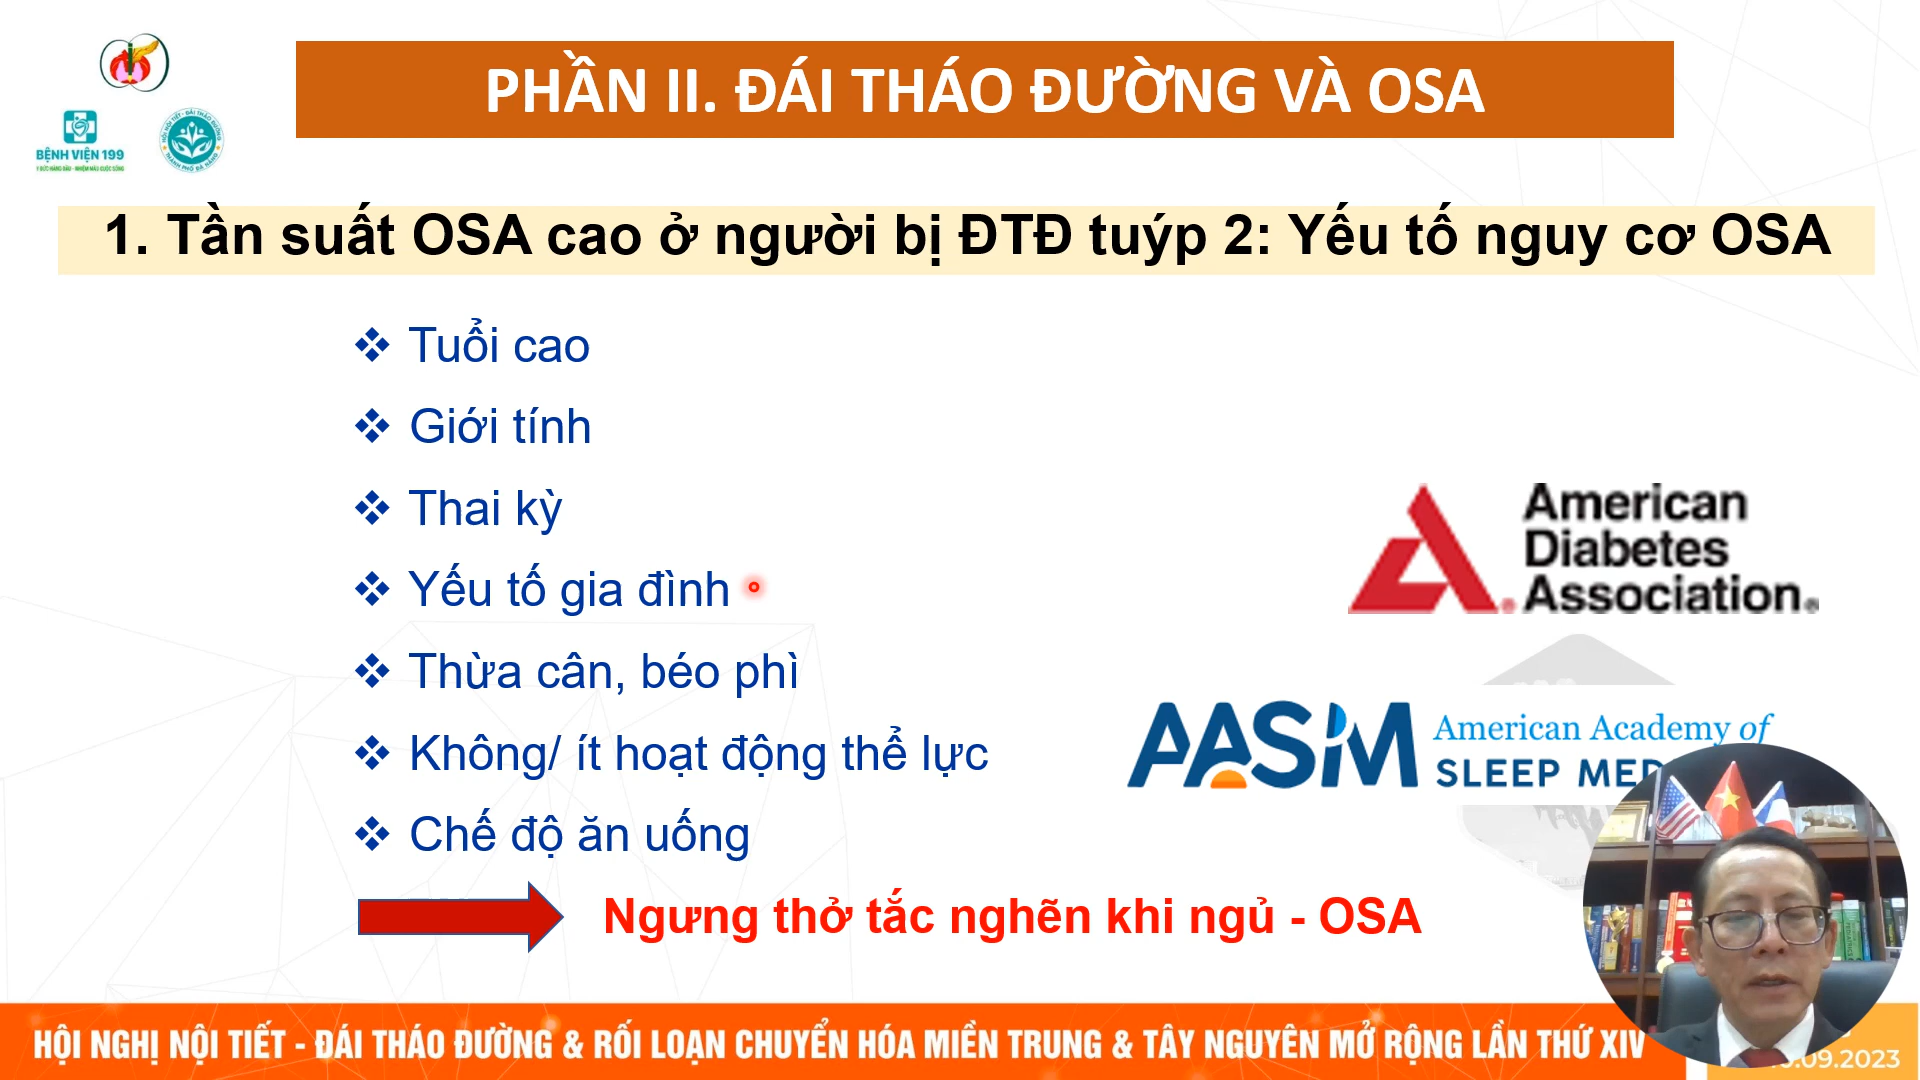 PHẦN II. ĐÁI THÁO ĐƯỜNG VÀ OSA
BỆNH VIỆN 199
1. Tần suất OSA cao ở người bị ĐTĐ tuýp 2: Yếu tố nguy cơ OSA
Tuổi cao
Giới tính
Thai kỳ
Yếu tố gia đình
Thừa cân, béo phì
Không/ ít hoạt động thể lực
Chế độ ăn uống
American
Diabetes
Association.
AASM
American Academy of
SLEEP MED
Ngưng thở tắc nghẽn khi ngủ - OSA
HỘI NGHỊ NỘI TIẾT - ĐÁI THÁO ĐƯỜNG & RỐI LOẠN CHUYỂN HÓA MIỀN TRUNG & TÂY NGUYÊN MỞ RỘNG LẦN THỨ XIV
.09.2023